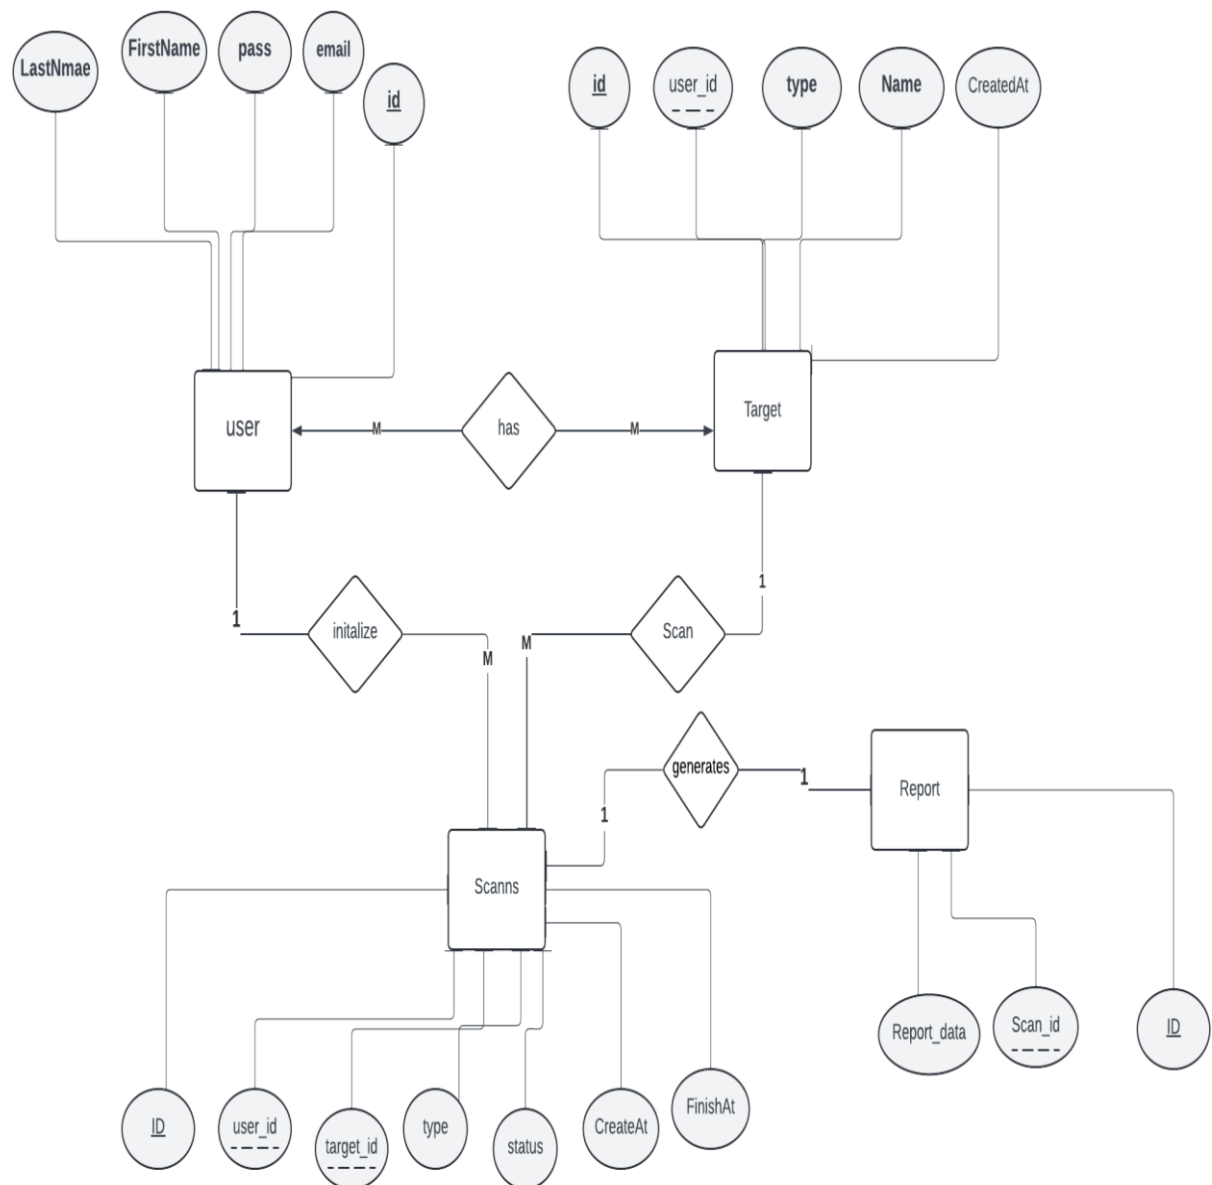 LastNmae
FirstName
pass
email
id
id
user_id
type
Name
CreatedAt
user
M
has
M
Target
1
initalize
M
M
Scan
1
generates
1
1
Report
Scanns
Report_data
Scan_id
ID
ID
user_id
target_id
type
status
CreateAt
FinishAt